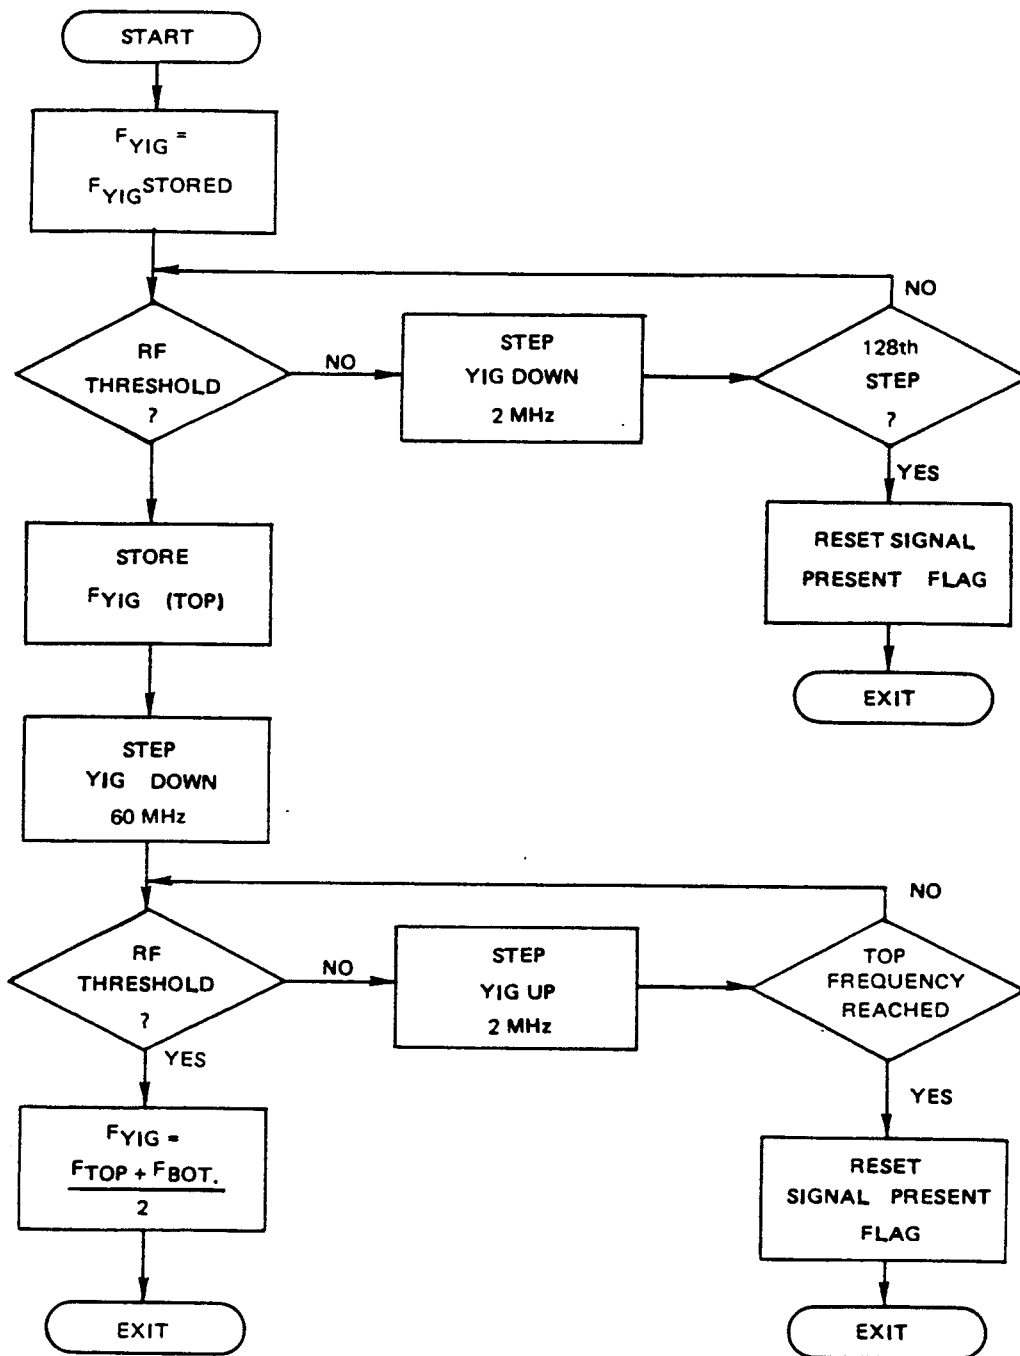 START
FYIG =
FYIG STORED
NO
RF
THRESHOLD
?
NO
STEP
YIG DOWN
2 MHz
128th
STEP
?
YES
STORE
FYIG (TOP)
RESET SIGNAL
PRESENT FLAG
EXIT
STEP
YIG DOWN
60 MHz
NO
RF
THRESHOLD
?
NO
STEP
YIG UP
2 MHz
TOP
FREQUENCY
REACHED
YES
YES
FYIG =
FTOP + FBOT.
2
RESET
SIGNAL PRESENT
FLAG
EXIT
EXIT